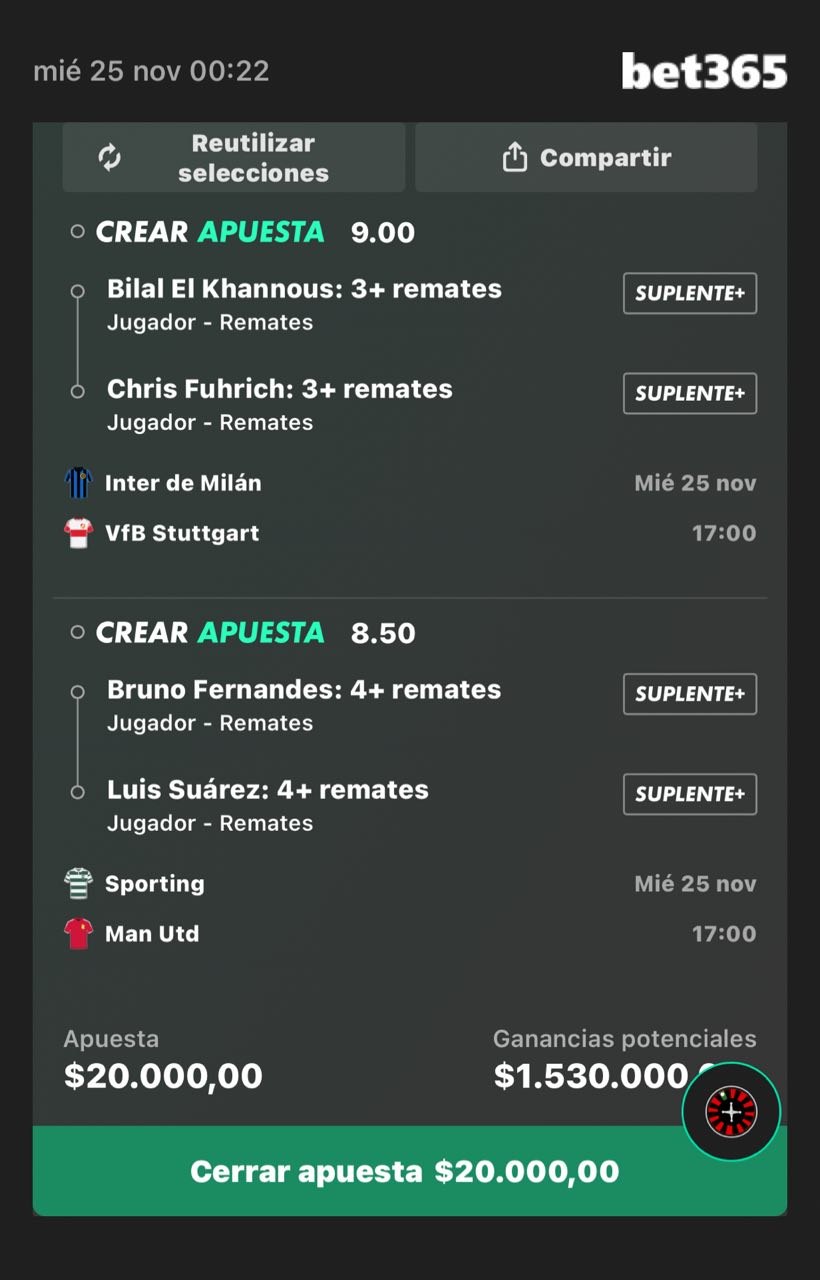 mié 25 nov 00:22
bet365
Reutilizar
selecciones
Compartir
CREAR APUESTA 9.00
Bilal El Khannous: 3+ remates
SUPLENTE+
Jugador - Remates
Chris Fuhrich: 3+ remates
SUPLENTE+
Jugador - Remates
Inter de Milán
Mié 25 nov
VfB Stuttgart
17:00
CREAR APUESTA 8.50
Bruno Fernandes: 4+ remates
SUPLENTE+
Jugador - Remates
Luis Suárez: 4+ remates
SUPLENTE+
Jugador - Remates
Sporting
Mié 25 nov
Man Utd
17:00
Apuesta
Ganancias potenciales
$20.000,00
$1.530.000
Cerrar apuesta $20.000,00